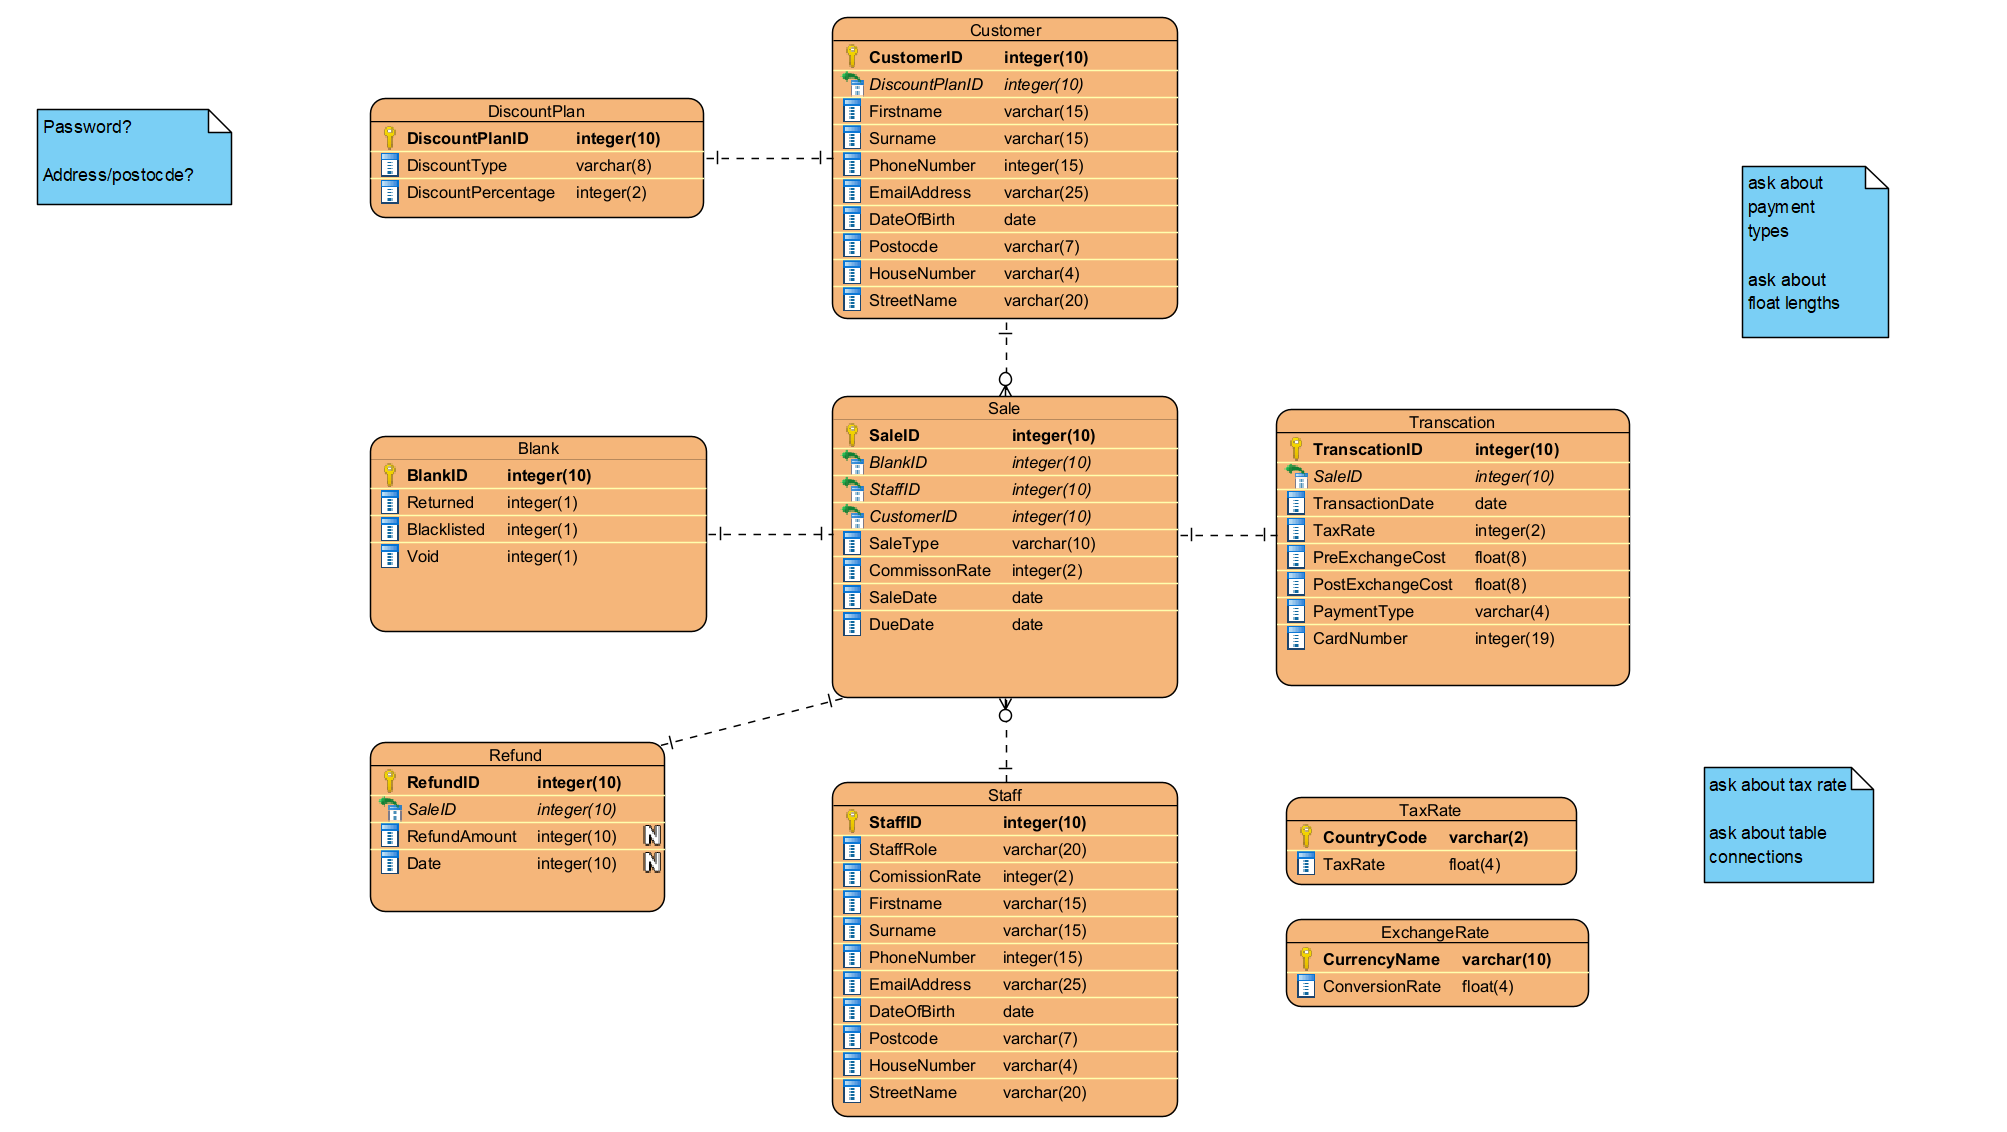 Password?
Address/postocde?
DiscountPlan
DiscountPlanID integer(10)
DiscountType varchar(8)
DiscountPercentage integer(2)
Customer
CustomerID integer(10)
DiscountPlanID integer(10)
Firstname varchar(15)
Surname varchar(15)
PhoneNumber integer(15)
EmailAddress varchar(25)
DateOfBirth date
Postocde varchar(7)
HouseNumber varchar(4)
StreetName varchar(20)
ask about
payment
types
ask about
float lengths
Blank
BlankID integer(10)
Returned integer(1)
Blacklisted integer(1)
Void integer(1)
Sale
SaleID integer(10)
BlankID integer(10)
StaffID integer(10)
CustomerID integer(10)
SaleType varchar(10)
CommissonRate integer(2)
SaleDate date
DueDate date
Transcation
TranscationID integer(10)
SaleID integer(10)
TransactionDate date
TaxRate integer(2)
PreExchangeCost float(8)
PostExchangeCost float(8)
PaymentType varchar(4)
CardNumber integer(19)
Refund
RefundID integer(10)
SaleID integer(10)
RefundAmount integer(10) N
Date integer(10) N
Staff
StaffID integer(10)
StaffRole varchar(20)
ComissionRate integer(2)
Firstname varchar(15)
Surname varchar(15)
PhoneNumber integer(15)
EmailAddress varchar(25)
DateOfBirth date
Postcode varchar(7)
HouseNumber varchar(4)
StreetName varchar(20)
TaxRate
CountryCode varchar(2)
TaxRate float(4)
ExchangeRate
CurrencyName varchar(10)
ConversionRate float(4)
ask about tax rate
ask about table
connections